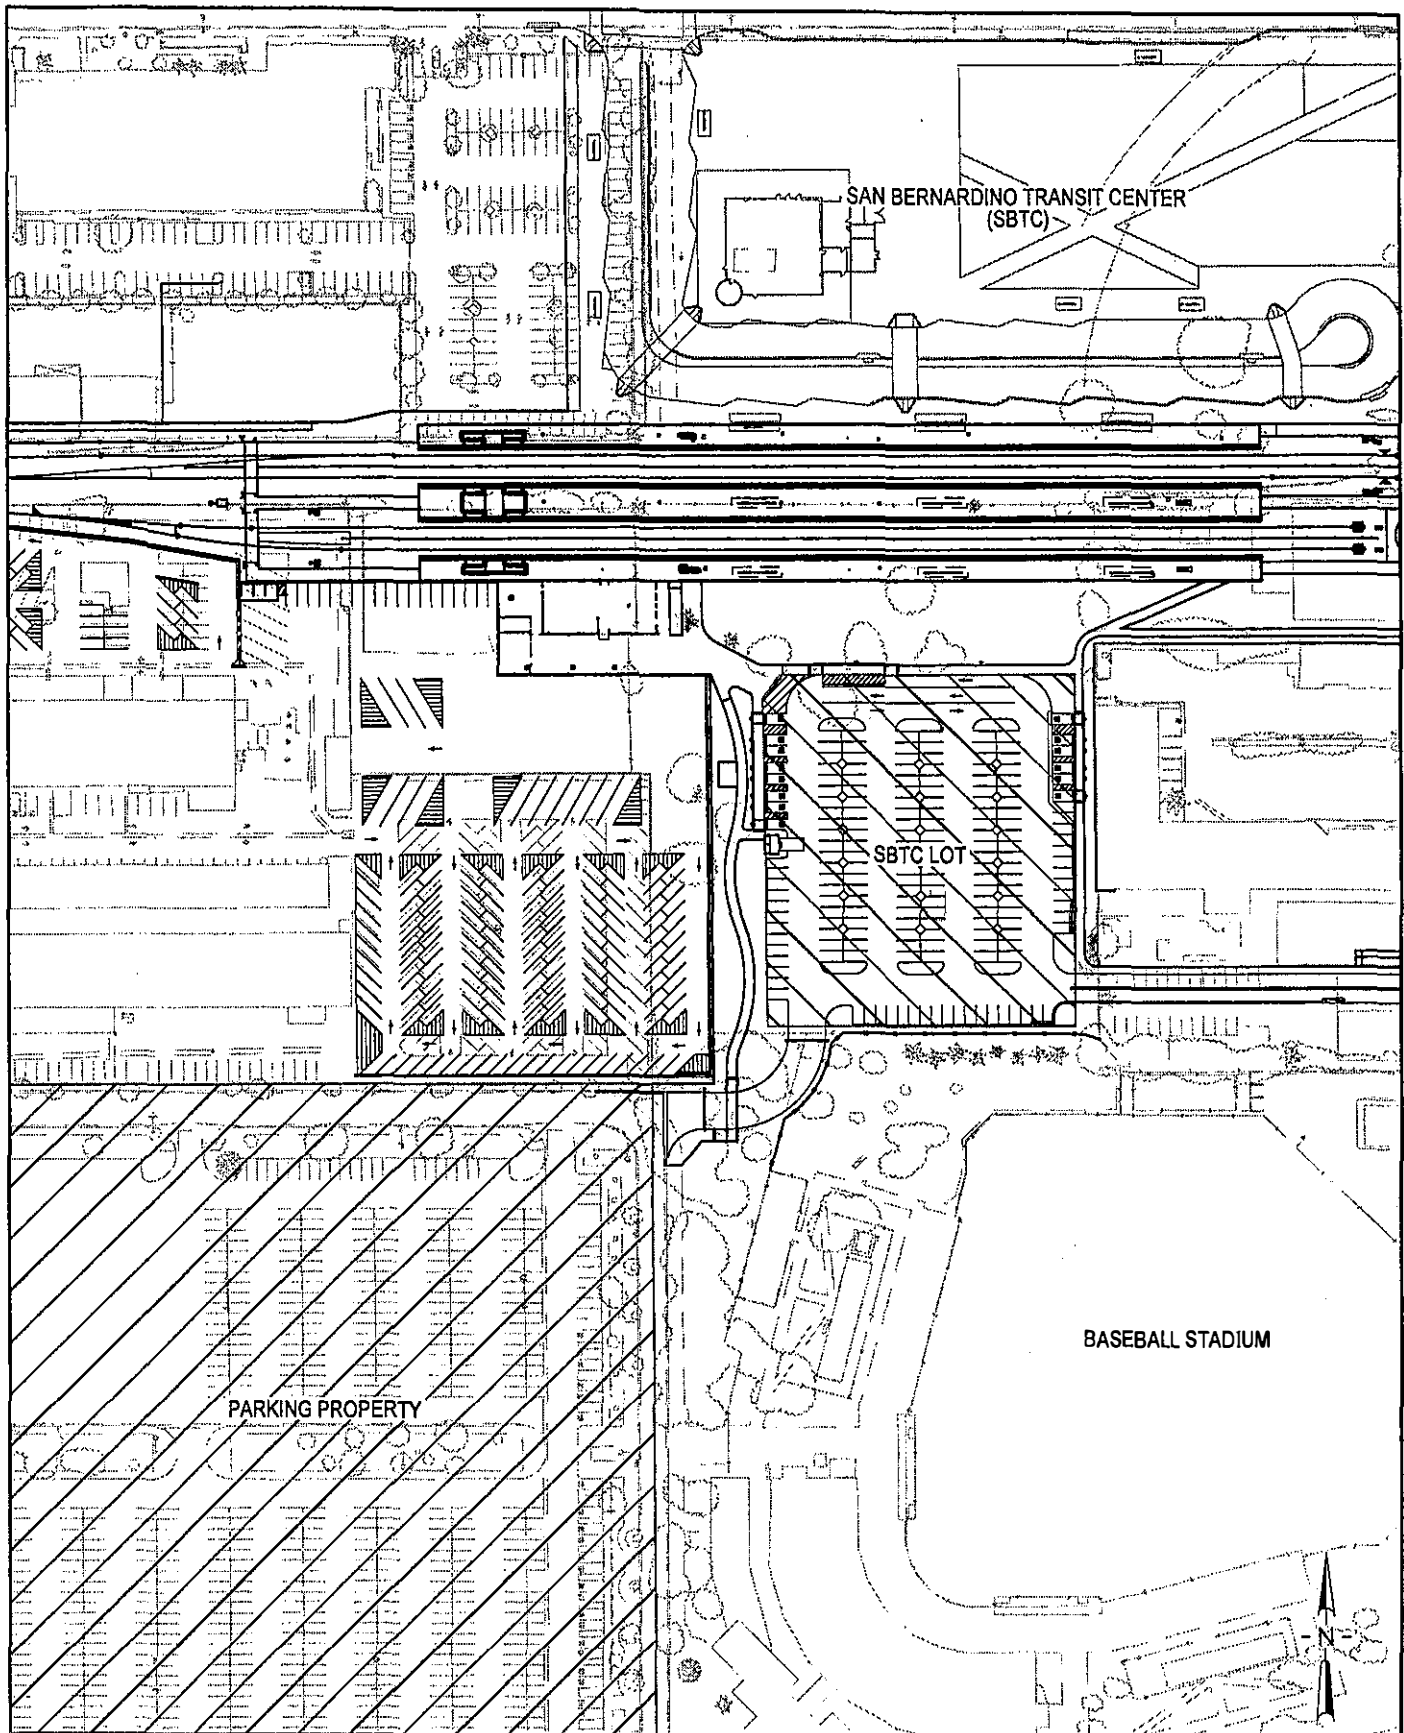 SAN BERNARDINO TRANSIT CENTER
(SBTC)
SBTC LOT
BASEBALL STADIUM
PARKING PROPERTY
N